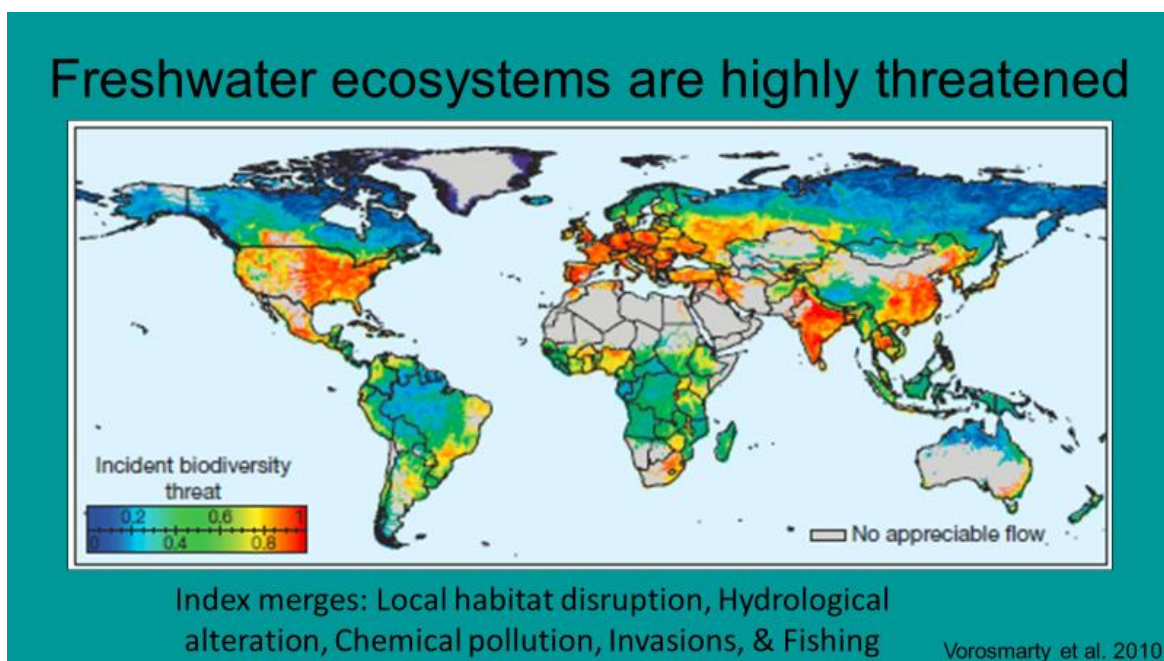 Freshwater ecosystems are highly threatened
Incident biodiversity
threat
0.2 0.6 1
0 0.4 0.8
No appreciable flow
Index merges: Local habitat disruption, Hydrological
alteration, Chemical pollution, Invasions, & Fishing
Vorosmarty et al. 2010